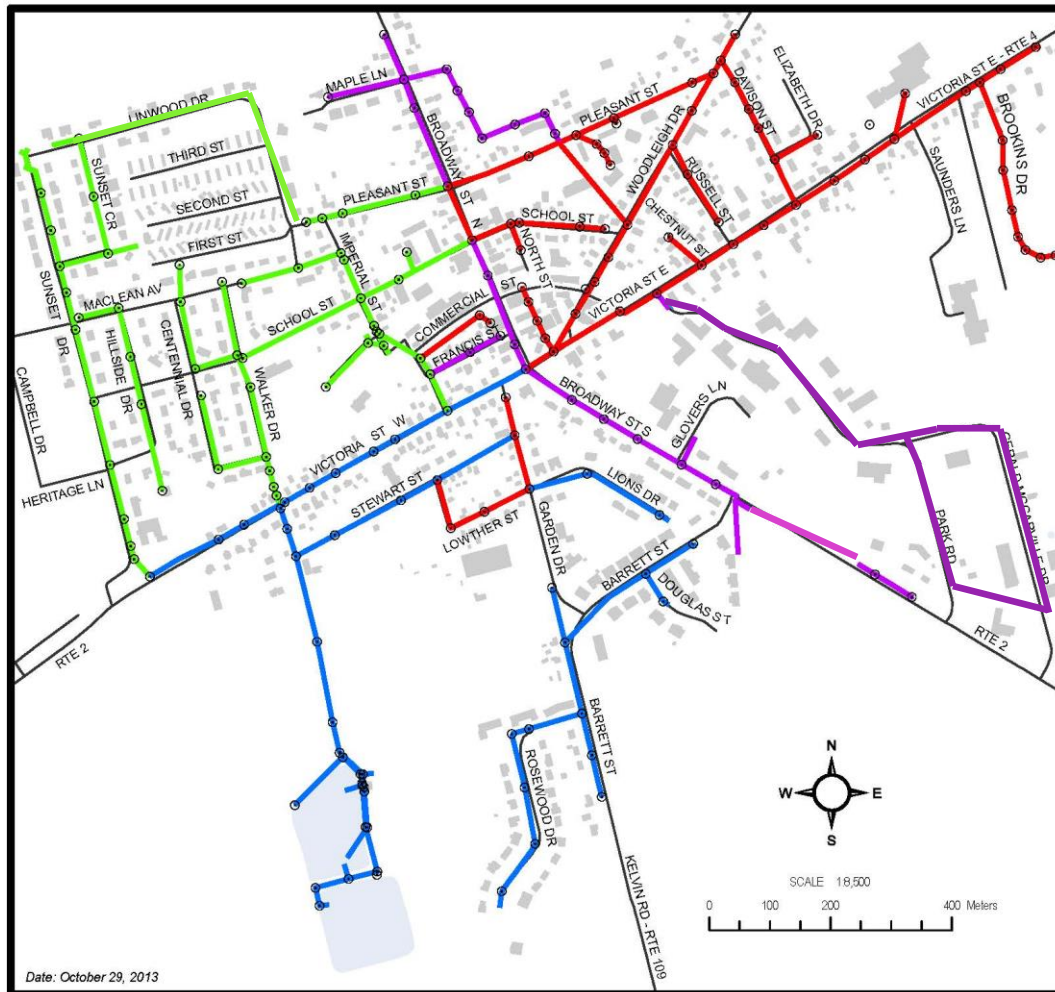 ELIZABETH DR
MAPLE LN
DAVISON ST
VICTORIA ST E - RTE 4
LINWOOD DR
BROADWAY ST N
PLEASANT ST
WOODLEIGH DR
BROOKINS DR
SUNSET CR
THIRD ST
RUSSELL ST
SAUNDERS LN
SECOND ST
PLEASANT ST
SCHOOL ST
CHESTNUT ST
FIRST ST
IMPERIAL ST
NORTH ST
SUNSET DR
MACLEAN AV
SCHOOL ST
COMMERCIAL ST
VICTORIA ST E
HILLSIDE DR
CENTENNIAL DR
WALKER DR
FRANCIS
CAMPBELL DR
BROADWAY ST S
GLOVERS LN
VICTORIA ST W
HERITAGE LN
STEWART ST
LIONS DR
GERALD MCCARVILLE DR
LOWTHER ST
GARDEN DR
PARK RD
BARRETT ST
DOUGLAS ST
RTE 2
RTE 2
BARRETT ST
ROSEWOOD DR
N
W E
S
KELVIN RD - RTE 109
SCALE 1:8,500
0 100 200 400 Meters
Date: October 29, 2013